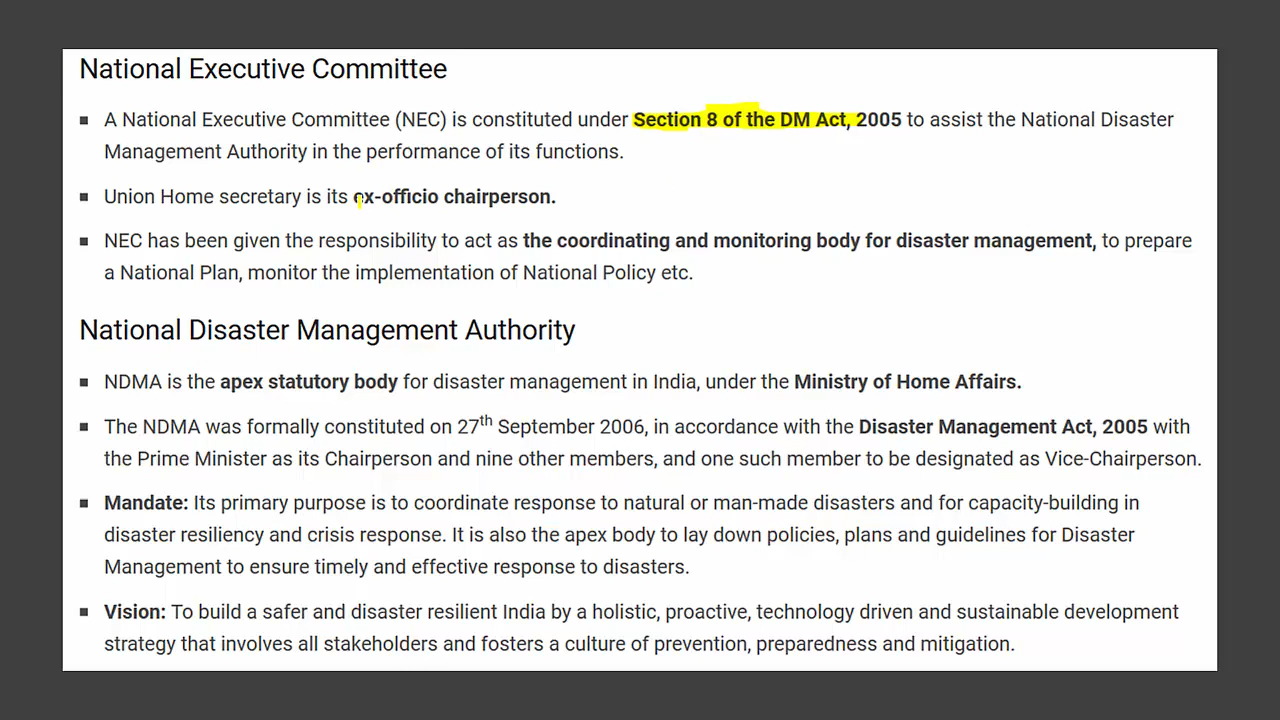 National Executive Committee
A National Executive Committee (NEC) is constituted under Section 8 of the DM Act, 2005 to assist the National Disaster
Management Authority in the performance of its functions.
Union Home secretary is its ex-officio chairperson.
NEC has been given the responsibility to act as the coordinating and monitoring body for disaster management, to prepare
a National Plan, monitor the implementation of National Policy etc.
National Disaster Management Authority
NDMA is the apex statutory body for disaster management in India, under the Ministry of Home Affairs.
The NDMA was formally constituted on 27th September 2006, in accordance with the Disaster Management Act, 2005 with
the Prime Minister as its Chairperson and nine other members, and one such member to be designated as Vice-Chairperson.
Mandate: Its primary purpose is to coordinate response to natural or man-made disasters and for capacity-building in
disaster resiliency and crisis response. It is also the apex body to lay down policies, plans and guidelines for Disaster
Management to ensure timely and effective response to disasters.
Vision: To build a safer and disaster resilient India by a holistic, proactive, technology driven and sustainable development
strategy that involves all stakeholders and fosters a culture of prevention, preparedness and mitigation.